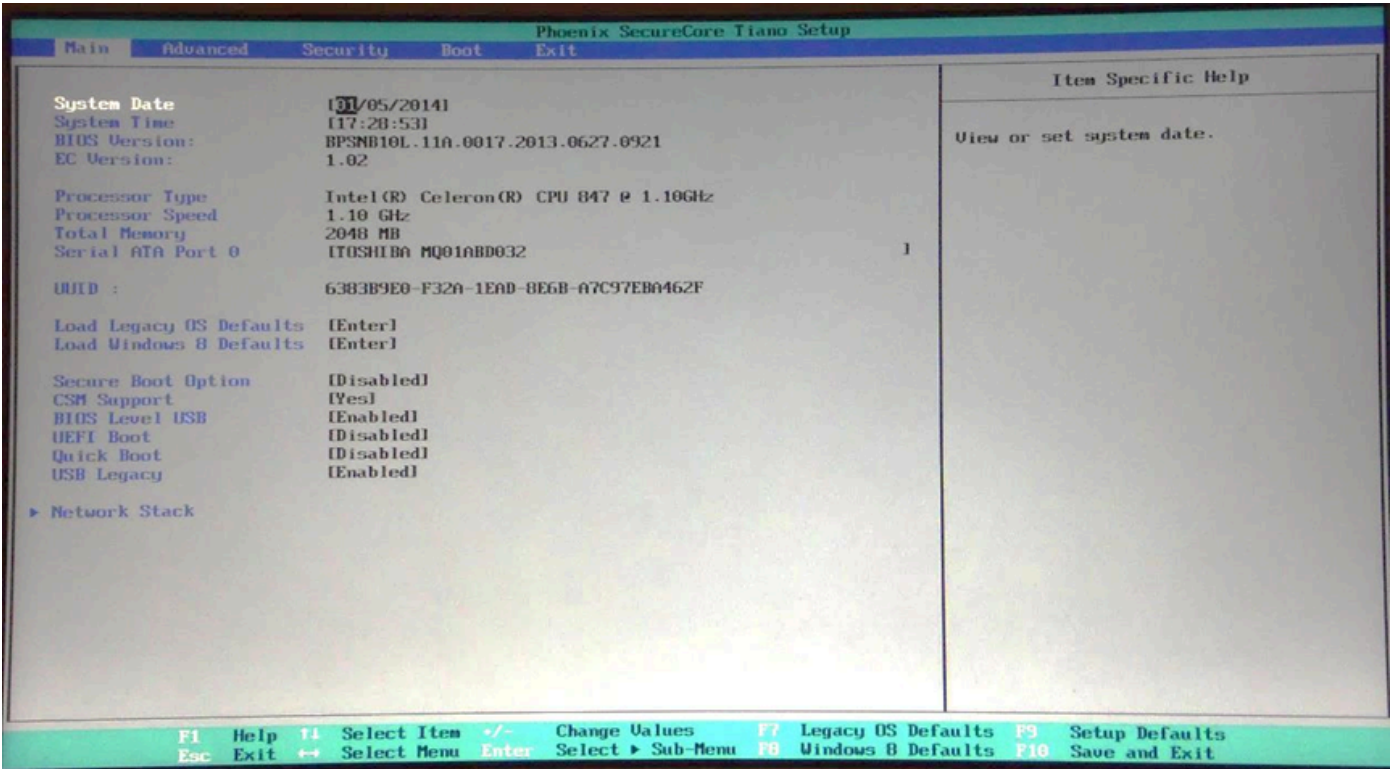 Phoenix SecureCore Tiano Setup
Main Advanced Security Boot Exit
Item Specific Help
System Date [01/05/2014]
View or set system date.
System Time [17:28:53]
BIOS Version: BPSNB10L.11A.0017.2013.0627.0921
EC Version: 1.02
Processor Type Intel(R) Celeron(R) CPU 847 @ 1.10GHz
Processor Speed 1.10 GHz
Total Memory 2048 MB
Serial ATA Port 0 [TOSHIBA MQ01ABD032 ]
UUID : 6383B9E0-F32A-1EAD-8E6B-A7C97EBA462F
Load Legacy OS Defaults [Enter]
Load Windows 8 Defaults [Enter]
Secure Boot Option [Disabled]
CSM Support [Yes]
BIOS Level USB [Enabled]
UEFI Boot [Disabled]
Quick Boot [Disabled]
USB Legacy [Enabled]
► Network Stack
F1 Help ↑↓ Select Item +/- Change Values F7 Legacy OS Defaults F9 Setup Defaults
Esc Exit ↔ Select Menu Enter Select ► Sub-Menu F8 Windows 8 Defaults F10 Save and Exit